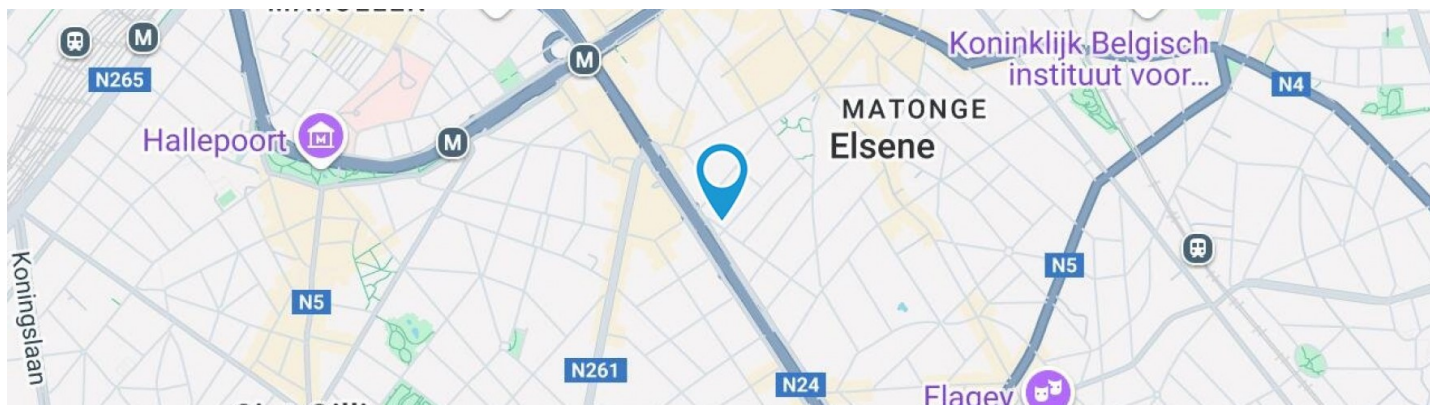 M
M
N265
Koninklijk Belgisch
instituut voor...
N4
MATONGE
Elsene
Hallepoort
M
M
N5
Koningslaan
N5
N261
N24
Flagey